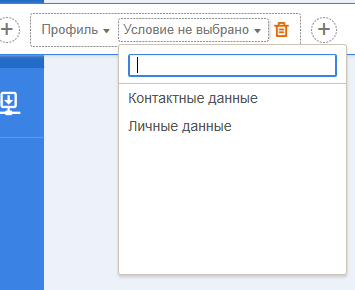 Профиль Условие не выбрано
Контактные данные
Личные данные